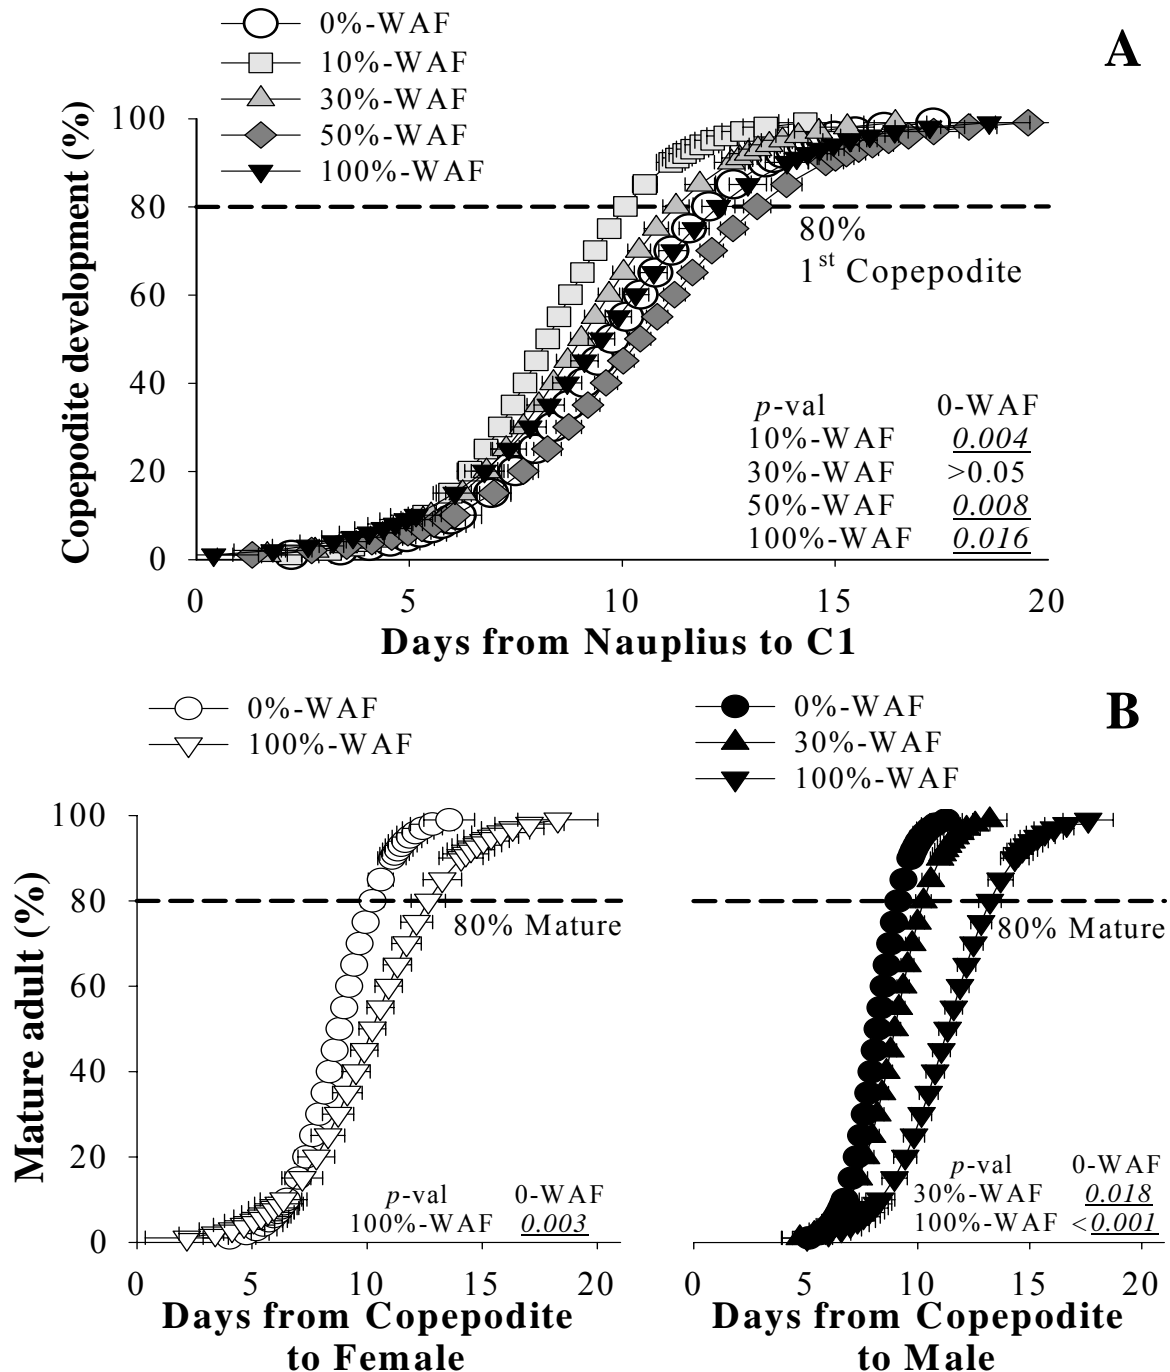 0%-WAF
10%-WAF
30%-WAF
50%-WAF
100%-WAF
A
Copepodite development (%)
100
80
60
40
20
0
80%
1st Copepodite
p-val 0-WAF
10%-WAF 0.004
30%-WAF >0.05
50%-WAF 0.008
100%-WAF 0.016
0 5 10 15 20
Days from Nauplius to C1
0%-WAF
100%-WAF
0%-WAF
30%-WAF
100%-WAF
B
Mature adult (%)
100
80
60
40
20
0
80% Mature
p-val 0-WAF
100%-WAF 0.003
0 5 10 15 20
Days from Copepodite
to Female
80% Mature
p-val 0-WAF
30%-WAF 0.018
100%-WAF <0.001
0 5 10 15 20
Days from Copepodite
to Male